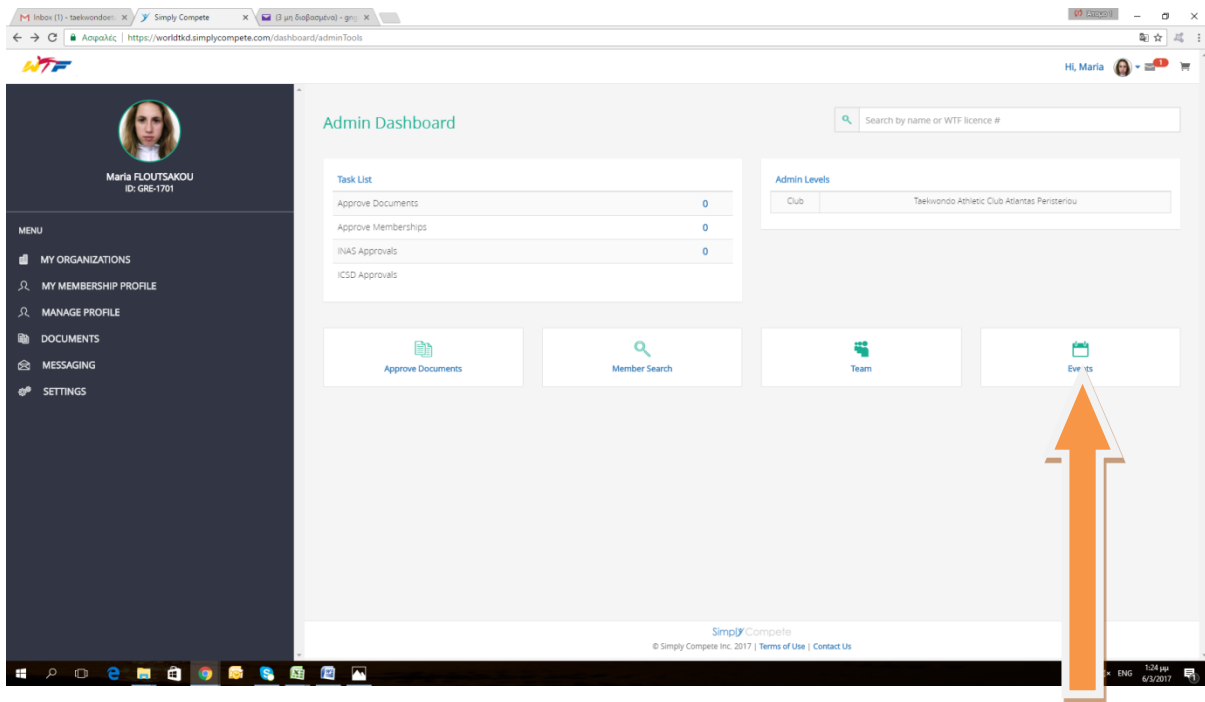 Inbox (1) - taekwondoet
Simply Compete
(3 μη διαβασμένα) - gng
Ασφαλές | https://worldtkd.simplycompete.com/dashboard/adminTools
WTF
Hi, Maria
1
Maria FLOUTSAKOU
ID: GRE-1701
MENU
MY ORGANIZATIONS
MY MEMBERSHIP PROFILE
MANAGE PROFILE
DOCUMENTS
MESSAGING
SETTINGS
Admin Dashboard
Search by name or WTF licence #
Task List
Approve Documents 0
Approve Memberships 0
INAS Approvals 0
ICSD Approvals
Admin Levels
Club Taekwondo Athletic Club Atlantas Peristeriou
Approve Documents
Member Search
Team
Events
Simply Compete
© Simply Compete Inc. 2017 | Terms of Use | Contact Us
ENG
1:24 μμ
6/3/2017